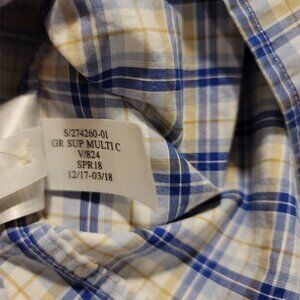 S/274260-01
GR SUP MULTI C
V/824
SPR18
12/17-03/18